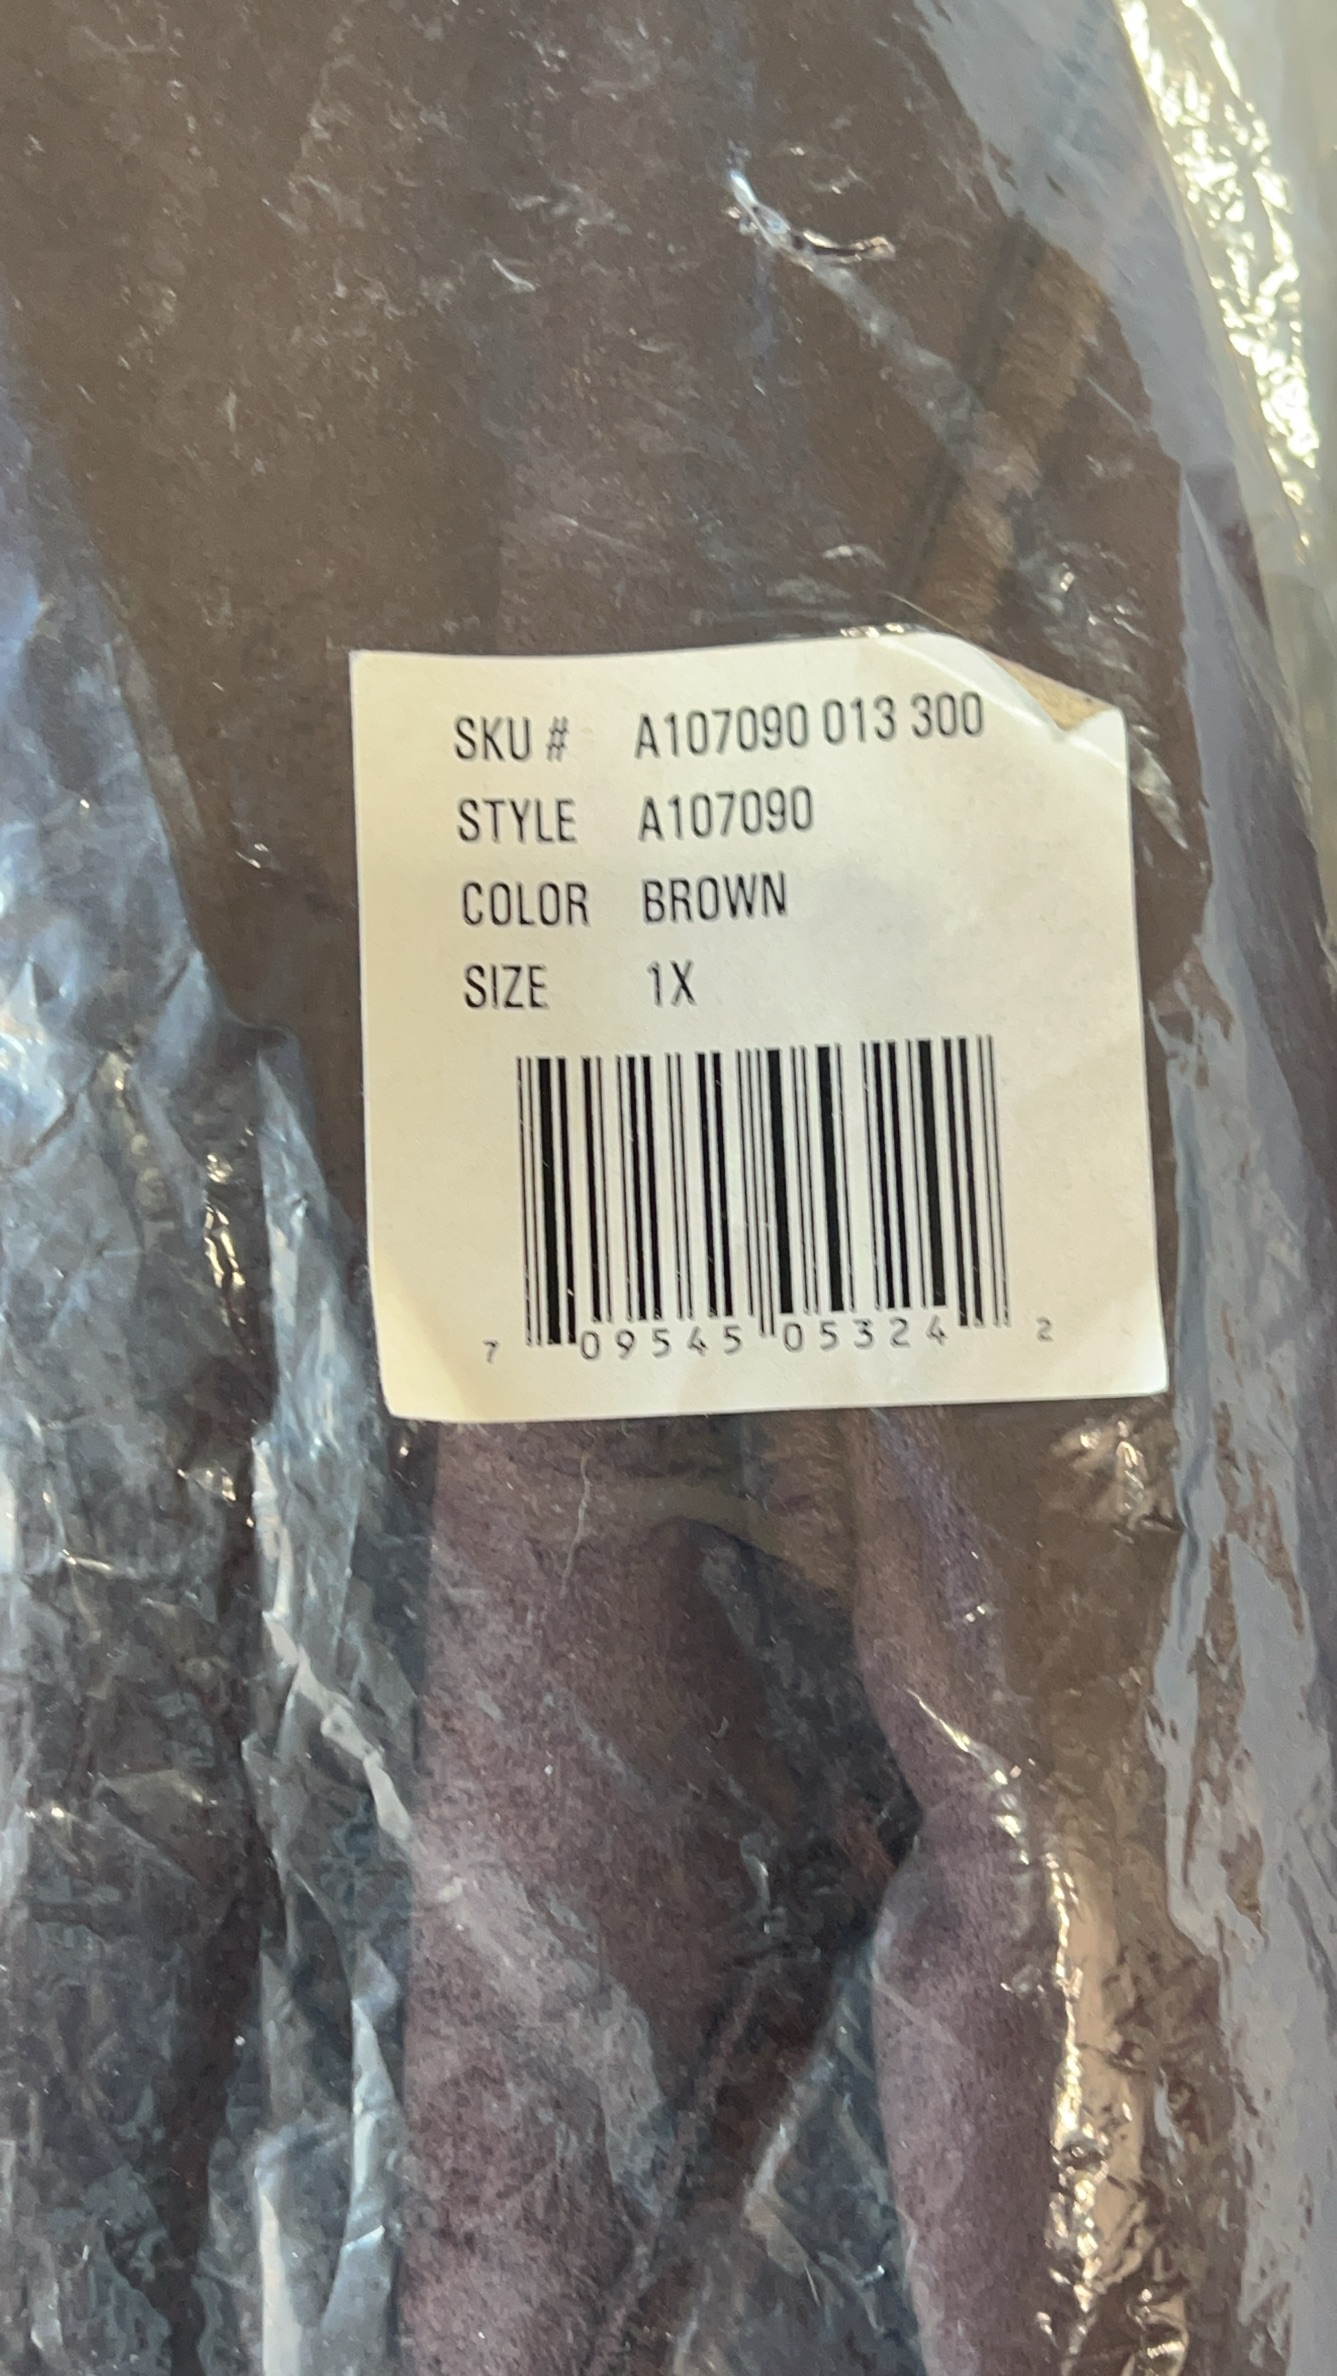 SKU # A107090 013 300
STYLE A107090
COLOR BROWN
SIZE 1X
7 09545 05324 2